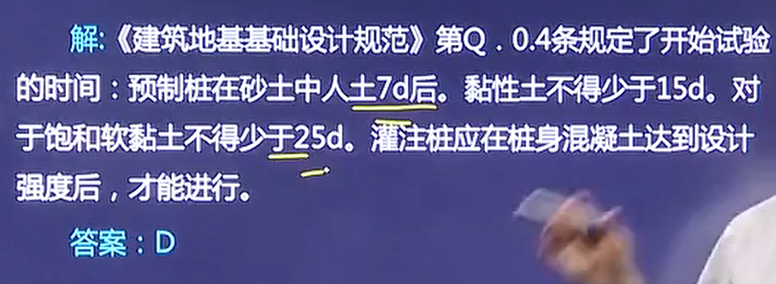 解:《建筑地基基础设计规范》第Q．0.4条规定了开始试验
的时间：预制桩在砂土中人土7d后。黏性土不得少于15d。对
于饱和软黏土不得少于25d。灌注桩应在桩身混凝土达到设计
强度后，才能进行。
答案：D